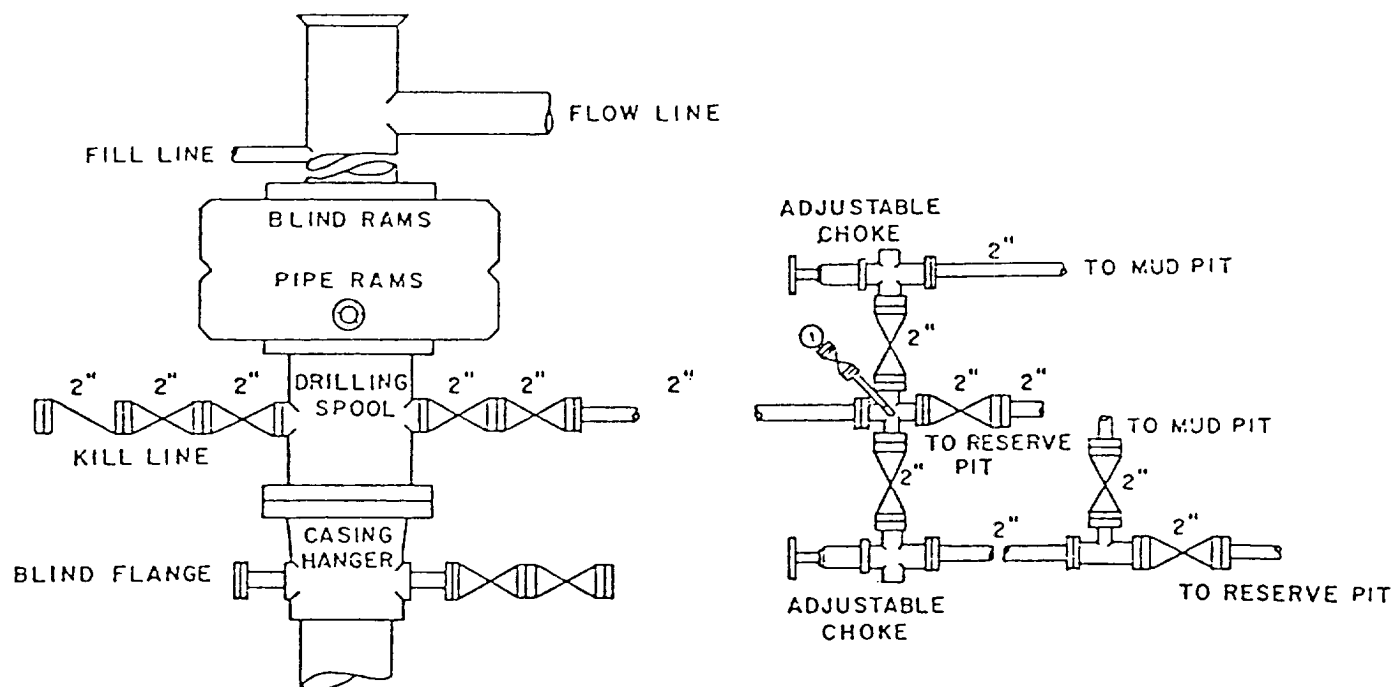 FLOW LINE
FILL LINE
BLIND RAMS
PIPE RAMS
2" 2" 2"
DRILLING
SPOOL
2" 2" 2"
KILL LINE
CASING
HANGER
BLIND FLANGE
ADJUSTABLE
CHOKE
2"
TO MUD PIT
2"
2" 2"
TO RESERVE
PIT
TO MUD PIT
2"
2"
2"
2"
TO RESERVE PIT
ADJUSTABLE
CHOKE